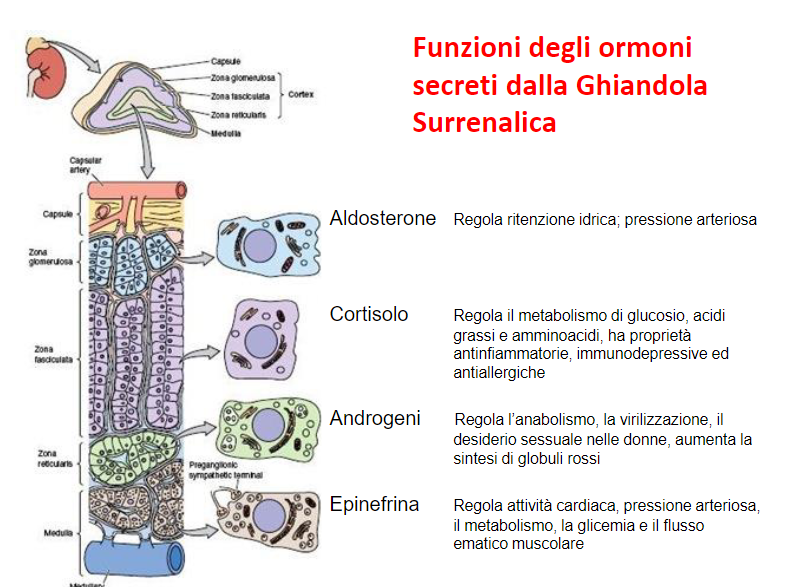 Funzioni degli ormoni
secreti dalla Ghiandola
Surrenalica
Capsule
Zona glomerulosa
Zona fasciculata
Cortex
Zona reticularis
Medulla
Capsular
artery
Capsule
Zona
glomerulosa
Zona
fasciculata
Zona
reticularis
Preganglionic
sympathetic terminal
Medulla
Aldosterone
Regola ritenzione idrica; pressione arteriosa
Cortisolo
Regola il metabolismo di glucosio, acidi
grassi e amminoacidi, ha proprietà
antinfiammatorie, immunodepressive ed
antiallergiche
Androgeni
Regola l’anabolismo, la virilizzazione, il
desiderio sessuale nelle donne, aumenta la
sintesi di globuli rossi
Epinefrina
Regola attività cardiaca, pressione arteriosa,
il metabolismo, la glicemia e il flusso
ematico muscolare